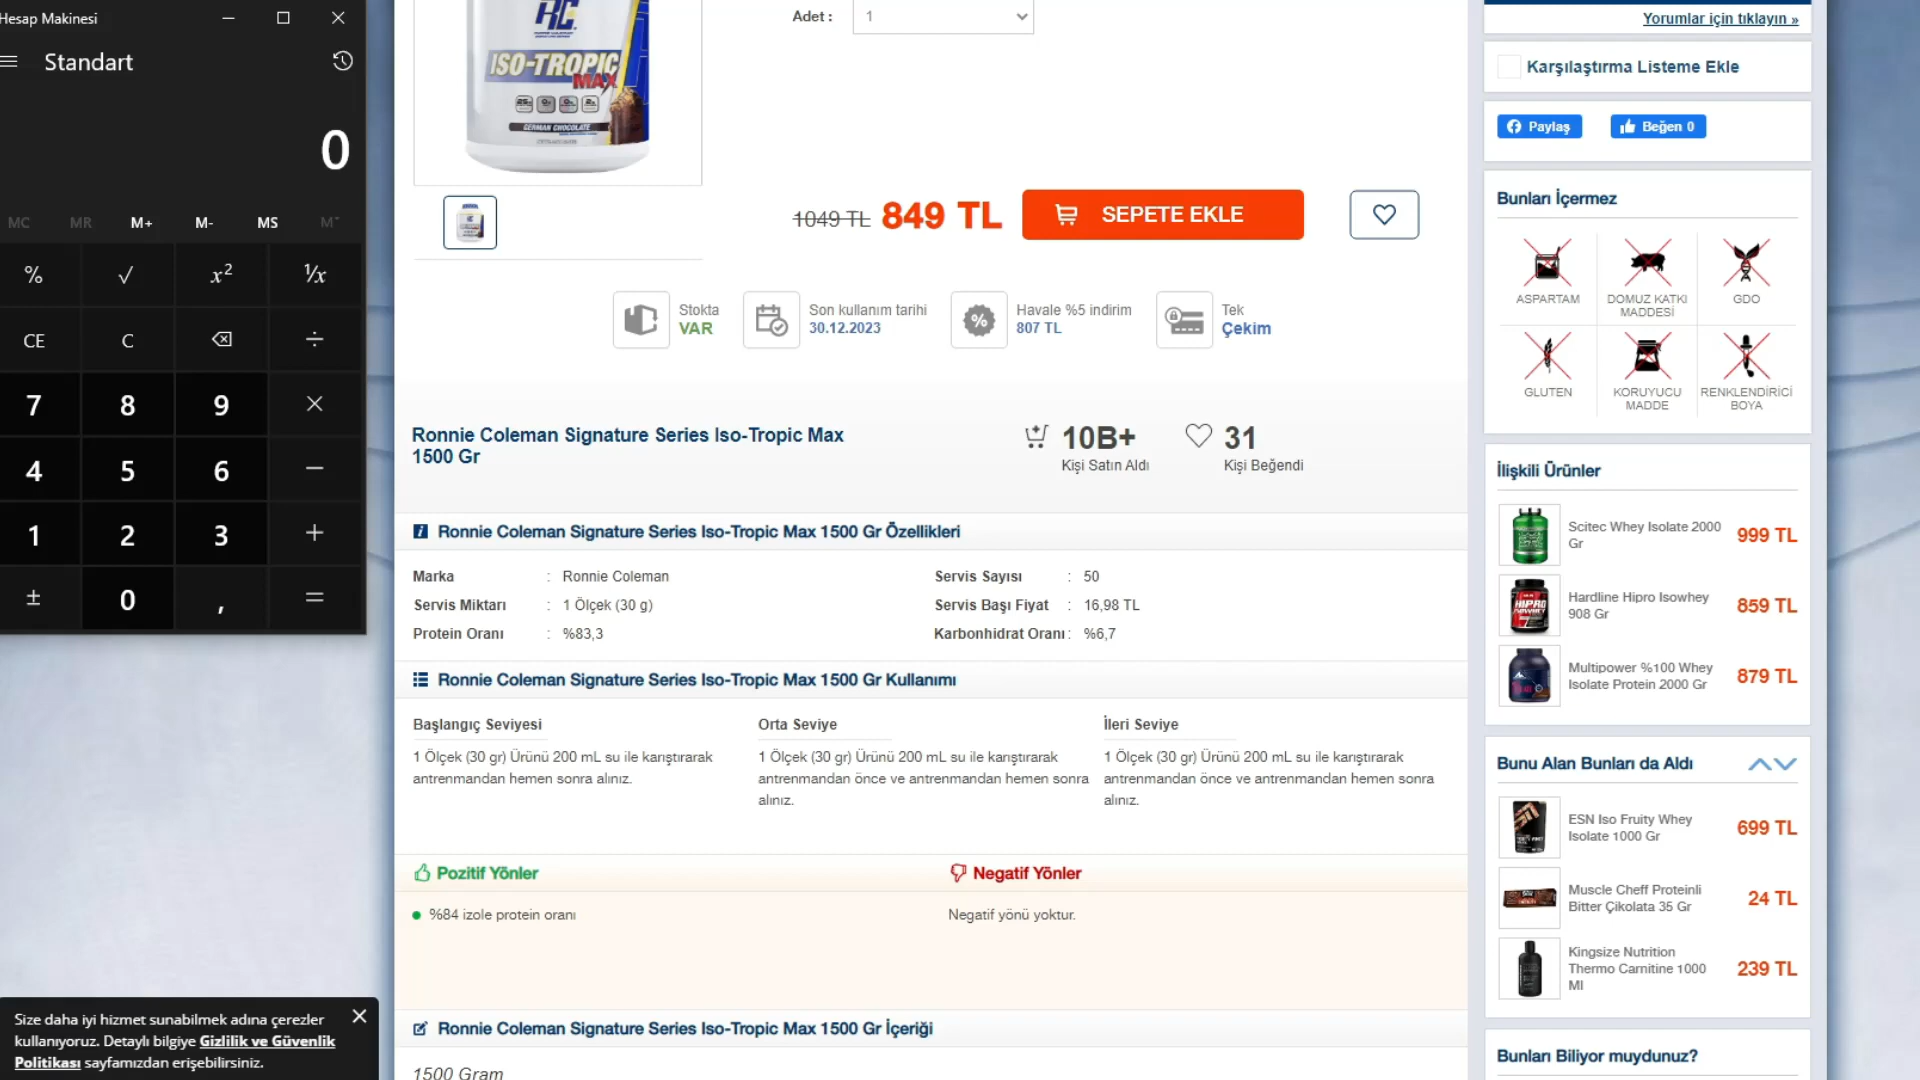 Hesap Makinesi
Standart
0
MC MR M+ M- MS M˅
% √ x² ¹/x
CE C ÷
7 8 9 ×
4 5 6 −
1 2 3 +
± 0 , =
Size daha iyi hizmet sunabilmek adına çerezler
kullanıyoruz. Detaylı bilgiye Gizlilik ve Güvenlik
Politikası sayfamızdan erişebilirsiniz.
RC
ISO-TROPIC
MAX
GERMAN CHOCOLATE
Adet : 1
1049 TL 849 TL SEPETE EKLE
Stokta
VAR
Son kullanım tarihi
30.12.2023
Havale %5 indirim
807 TL
Tek
Çekim
Ronnie Coleman Signature Series Iso-Tropic Max
1500 Gr
10B+
Kişi Satın Aldı
31
Kişi Beğendi
Ronnie Coleman Signature Series Iso-Tropic Max 1500 Gr Özellikleri
Marka : Ronnie Coleman
Servis Sayısı : 50
Servis Miktarı : 1 Ölçek (30 g)
Servis Başı Fiyat : 16,98 TL
Protein Oranı : %83,3
Karbonhidrat Oranı : %6,7
Ronnie Coleman Signature Series Iso-Tropic Max 1500 Gr Kullanımı
Başlangıç Seviyesi
1 Ölçek (30 gr) Ürünü 200 mL su ile karıştırarak
antrenmandan hemen sonra alınız.
Orta Seviye
1 Ölçek (30 gr) Ürünü 200 mL su ile karıştırarak
antrenmandan önce ve antrenmandan hemen sonra
alınız.
İleri Seviye
1 Ölçek (30 gr) Ürünü 200 mL su ile karıştırarak
antrenmandan önce ve antrenmandan hemen sonra
alınız.
Pozitif Yönler
%84 izole protein oranı
Negatif Yönler
Negatif yönü yoktur.
Ronnie Coleman Signature Series Iso-Tropic Max 1500 Gr İçeriği
1500 Gram
Yorumlar için tıklayın »
Karşılaştırma Listeme Ekle
Paylaş
Beğen 0
Bunları İçermez
ASPARTAM
DOMUZ KATKI
MADDESİ
GDO
GLUTEN
KORUYUCU
MADDE
RENKLENDİRİCİ
BOYA
İlişkili Ürünler
Scitec Whey Isolate 2000
Gr
999 TL
Hardline Hipro Isowhey
908 Gr
859 TL
Multipower %100 Whey
Isolate Protein 2000 Gr
879 TL
Bunu Alan Bunları da Aldı
ESN Iso Fruity Whey
Isolate 1000 Gr
699 TL
Muscle Cheff Proteinli
Bitter Çikolata 35 Gr
24 TL
Kingsize Nutrition
Thermo Carnitine 1000
Ml
239 TL
Bunları Biliyor muydunuz?